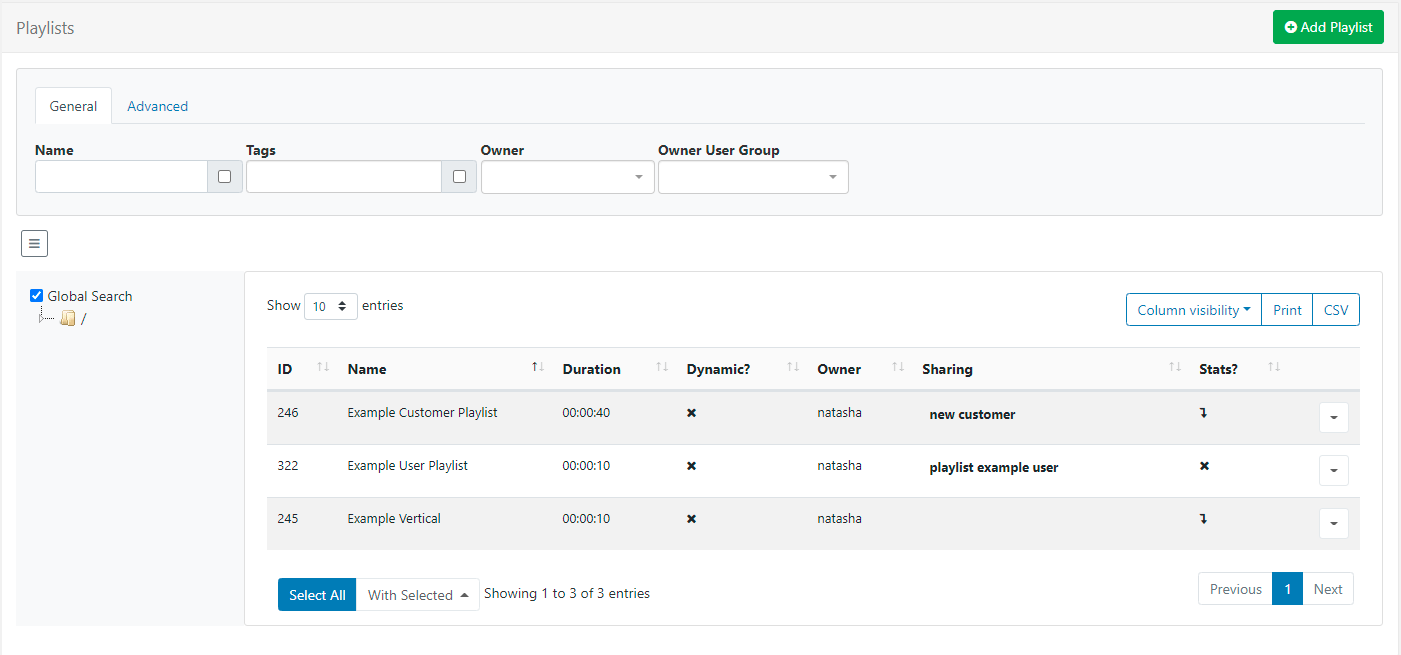 Playlists
Add Playlist
General Advanced
Name Tags Owner Owner User Group
Global Search
/
Show 10 entries
Column visibility Print CSV
ID Name Duration Dynamic? Owner Sharing Stats?
246 Example Customer Playlist 00:00:40 natasha new customer
322 Example User Playlist 00:00:10 natasha playlist example user
245 Example Vertical 00:00:10 natasha
Select All With Selected Showing 1 to 3 of 3 entries
Previous 1 Next